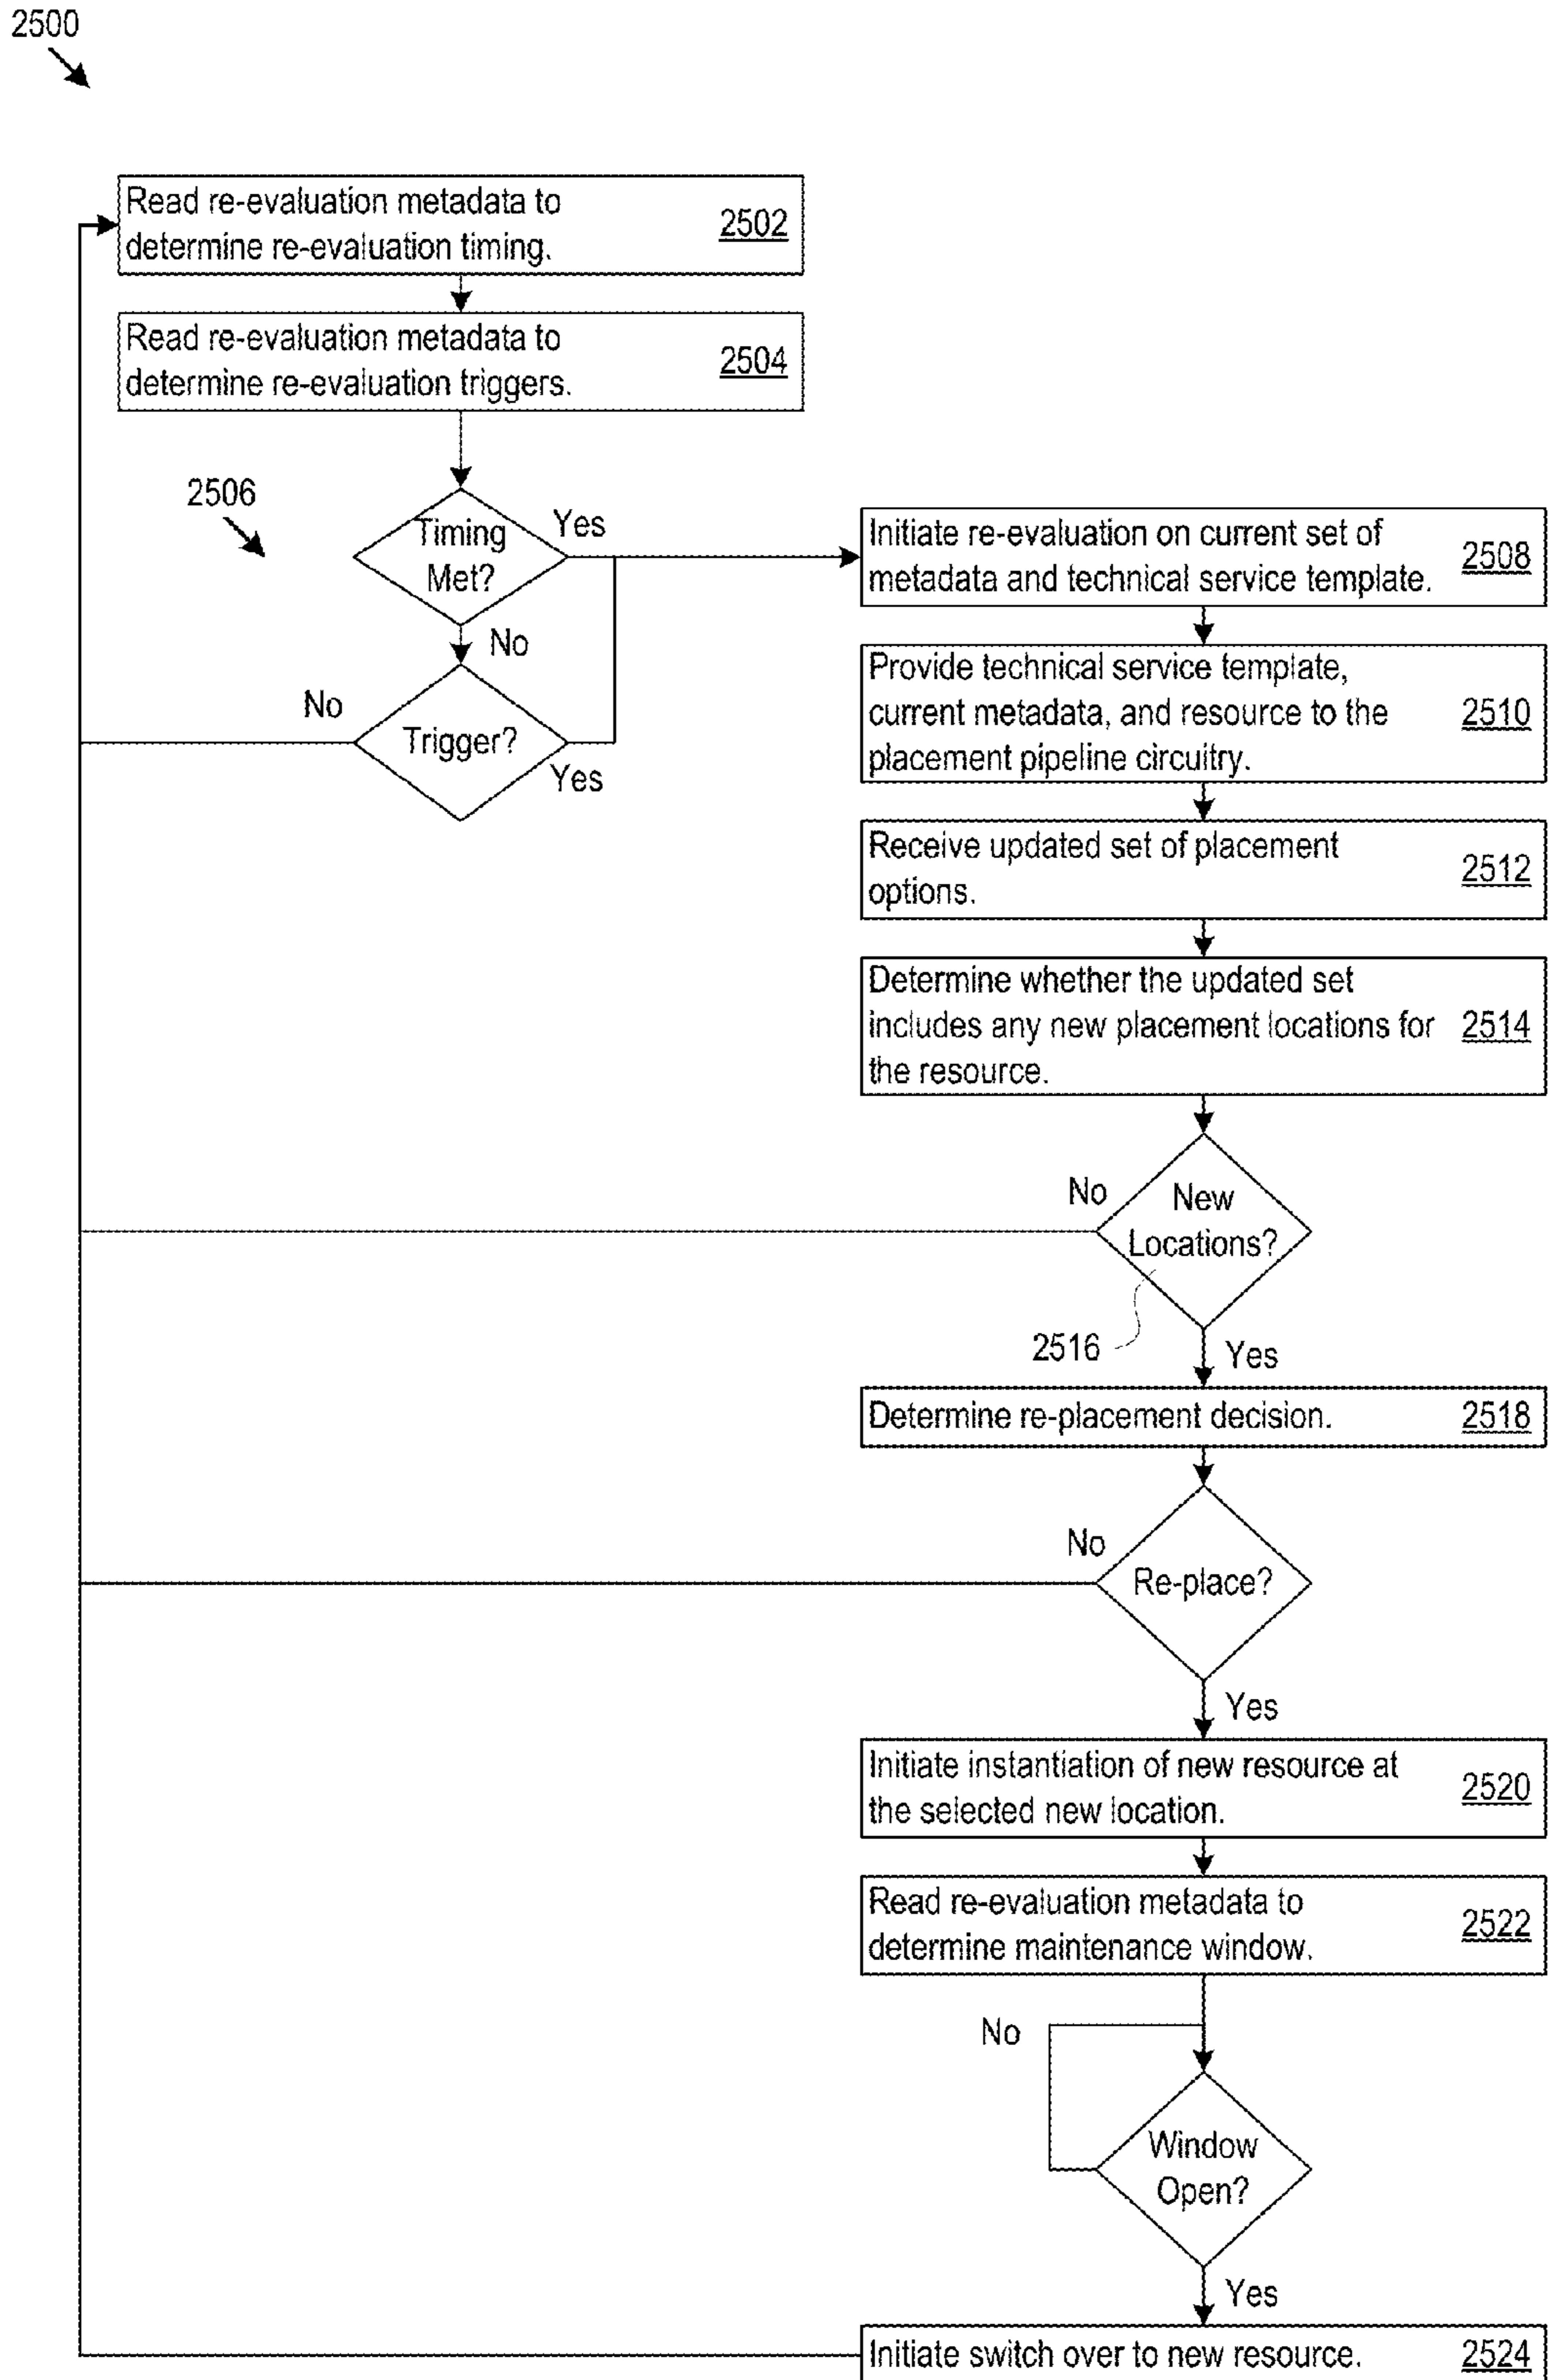 2500
Read re-evaluation metadata to
determine re-evaluation timing.
2502
Read re-evaluation metadata to
determine re-evaluation triggers.
2504
2506
Timing
Met?
Yes
No
Trigger?
No
Yes
Initiate re-evaluation on current set of
metadata and technical service template.
2508
Provide technical service template,
current metadata, and resource to the
placement pipeline circuitry.
2510
Receive updated set of placement
options.
2512
Determine whether the updated set
includes any new placement locations for
the resource.
2514
No
New
Locations?
2516
Yes
Determine re-placement decision.
2518
No
Re-place?
Yes
Initiate instantiation of new resource at
the selected new location.
2520
Read re-evaluation metadata to
determine maintenance window.
2522
No
Window
Open?
Yes
Initiate switch over to new resource.
2524